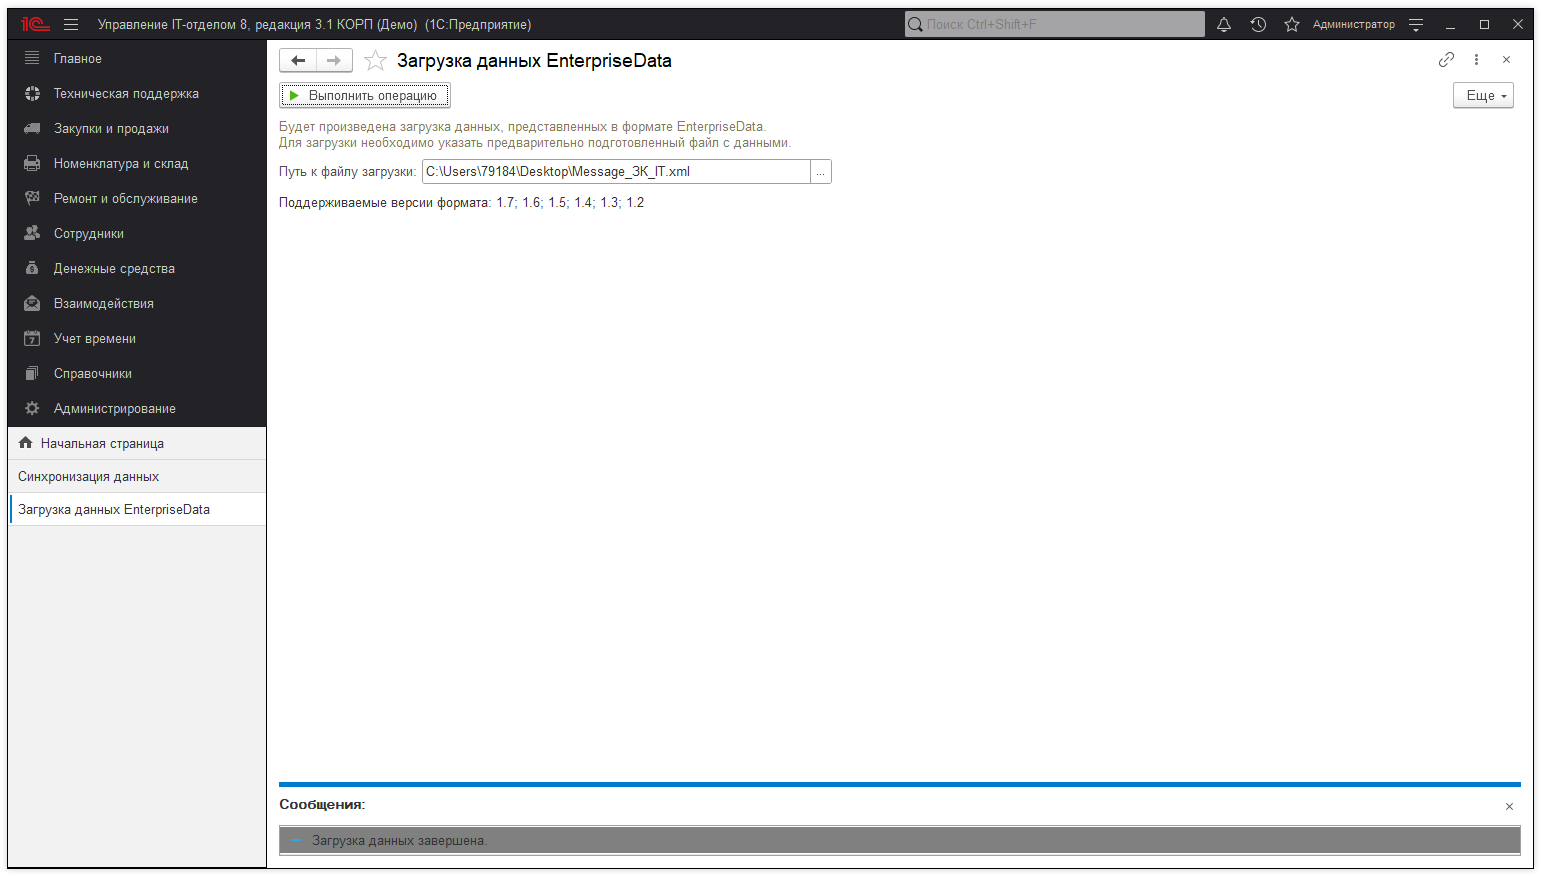 1С Управление IT-отделом 8, редакция 3.1 КОРП (Демо) (1С:Предприятие) Поиск Ctrl+Shift+F Администратор
Главное
Техническая поддержка
Закупки и продажи
Номенклатура и склад
Ремонт и обслуживание
Сотрудники
Денежные средства
Взаимодействия
7 Учет времени
Справочники
Администрирование
Начальная страница
Синхронизация данных
Загрузка данных EnterpriseData
Загрузка данных EnterpriseData
Выполнить операцию
Еще
Будет произведена загрузка данных, представленных в формате EnterpriseData.
Для загрузки необходимо указать предварительно подготовленный файл с данными.
Путь к файлу загрузки: C:\Users\79184\Desktop\Message_ЗК_IT.xml ...
Поддерживаемые версии формата: 1.7; 1.6; 1.5; 1.4; 1.3; 1.2
Сообщения:
Загрузка данных завершена.